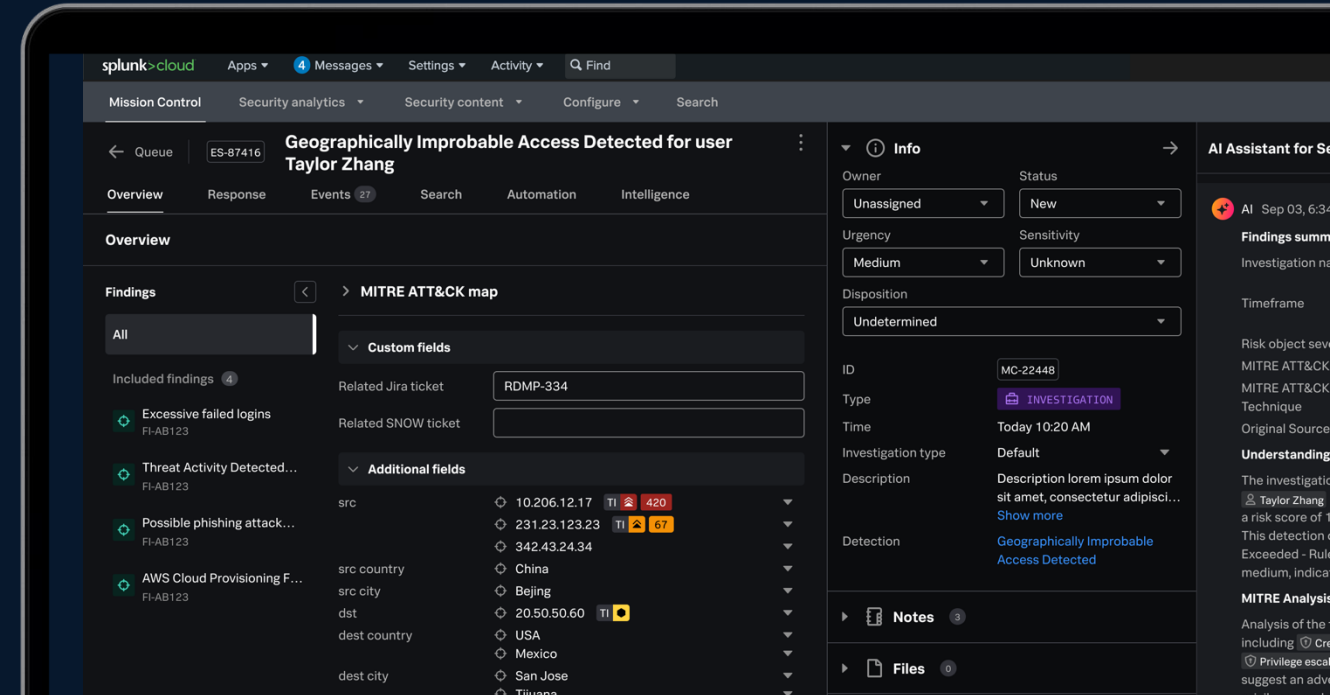 splunk>cloud Apps 4 Messages Settings Activity Find
Mission Control Security analytics Security content Configure Search
Queue ES-87416 Geographically Improbable Access Detected for user
Taylor Zhang
Overview Response Events 27 Search Automation Intelligence
Overview
Findings
All
Included findings 4
Excessive failed logins
FI-AB123
Threat Activity Detected...
FI-AB123
Possible phishing attack...
FI-AB123
AWS Cloud Provisioning F...
FI-AB123
MITRE ATT&CK map
Custom fields
Related Jira ticket RDMP-334
Related SNOW ticket
Additional fields
src 10.206.12.17 TI 420
231.23.123.23 TI 67
342.43.24.34
src country China
src city Bejing
dst 20.50.50.60 TI
dest country USA
Mexico
dest city San Jose
Tijuana
Info
Owner Status
Unassigned New
Urgency Sensitivity
Medium Unknown
Disposition
Undetermined
ID MC-22448
Type INVESTIGATION
Time Today 10:20 AM
Investigation type Default
Description Description lorem ipsum dolor
sit amet, consectetur adipisci...
Show more
Detection Geographically Improbable
Access Detected
Notes 3
Files 0
AI Assistant for Se
AI Sep 03, 6:34
Findings summ
Investigation na
Timeframe
Risk object seve
MITRE ATT&CK
MITRE ATT&CK
Technique
Original Source
Understanding
The investigatio
Taylor Zhang
a risk score of 1
This detection
Exceeded - Rule
medium, indica
MITRE Analysis
Analysis of the
including Cre
Privilege escal
suggest an adve